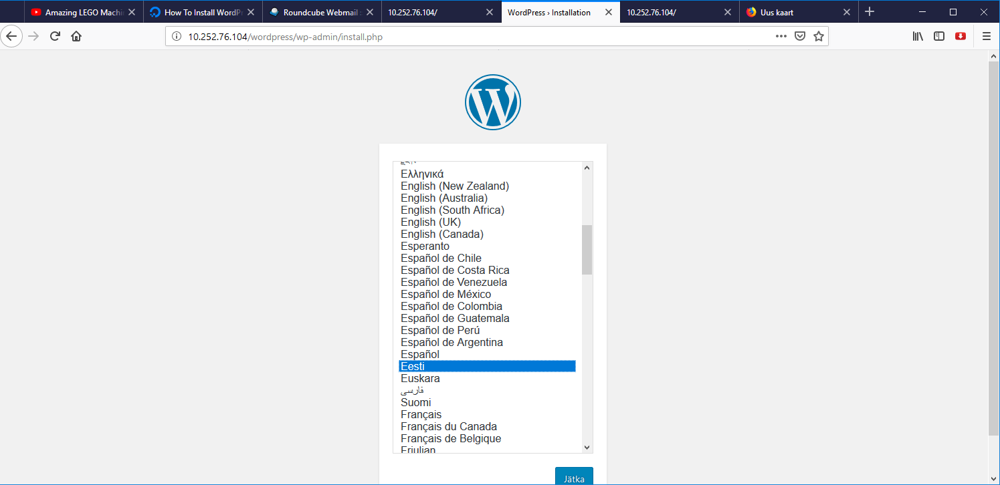 Amazing LEGO Machi
How To Install WordPr
Roundcube Webmail :
10.252.76.104/
WordPress › Installation
10.252.76.104/
Uus kaart
10.252.76.104/wordpress/wp-admin/install.php
Ελληνικά
English (New Zealand)
English (Australia)
English (South Africa)
English (UK)
English (Canada)
Esperanto
Español de Chile
Español de Costa Rica
Español de Venezuela
Español de México
Español de Colombia
Español de Guatemala
Español de Perú
Español de Argentina
Español
Eesti
Euskara
فارسی
Suomi
Français
Français du Canada
Français de Belgique
Friulian
Jätka